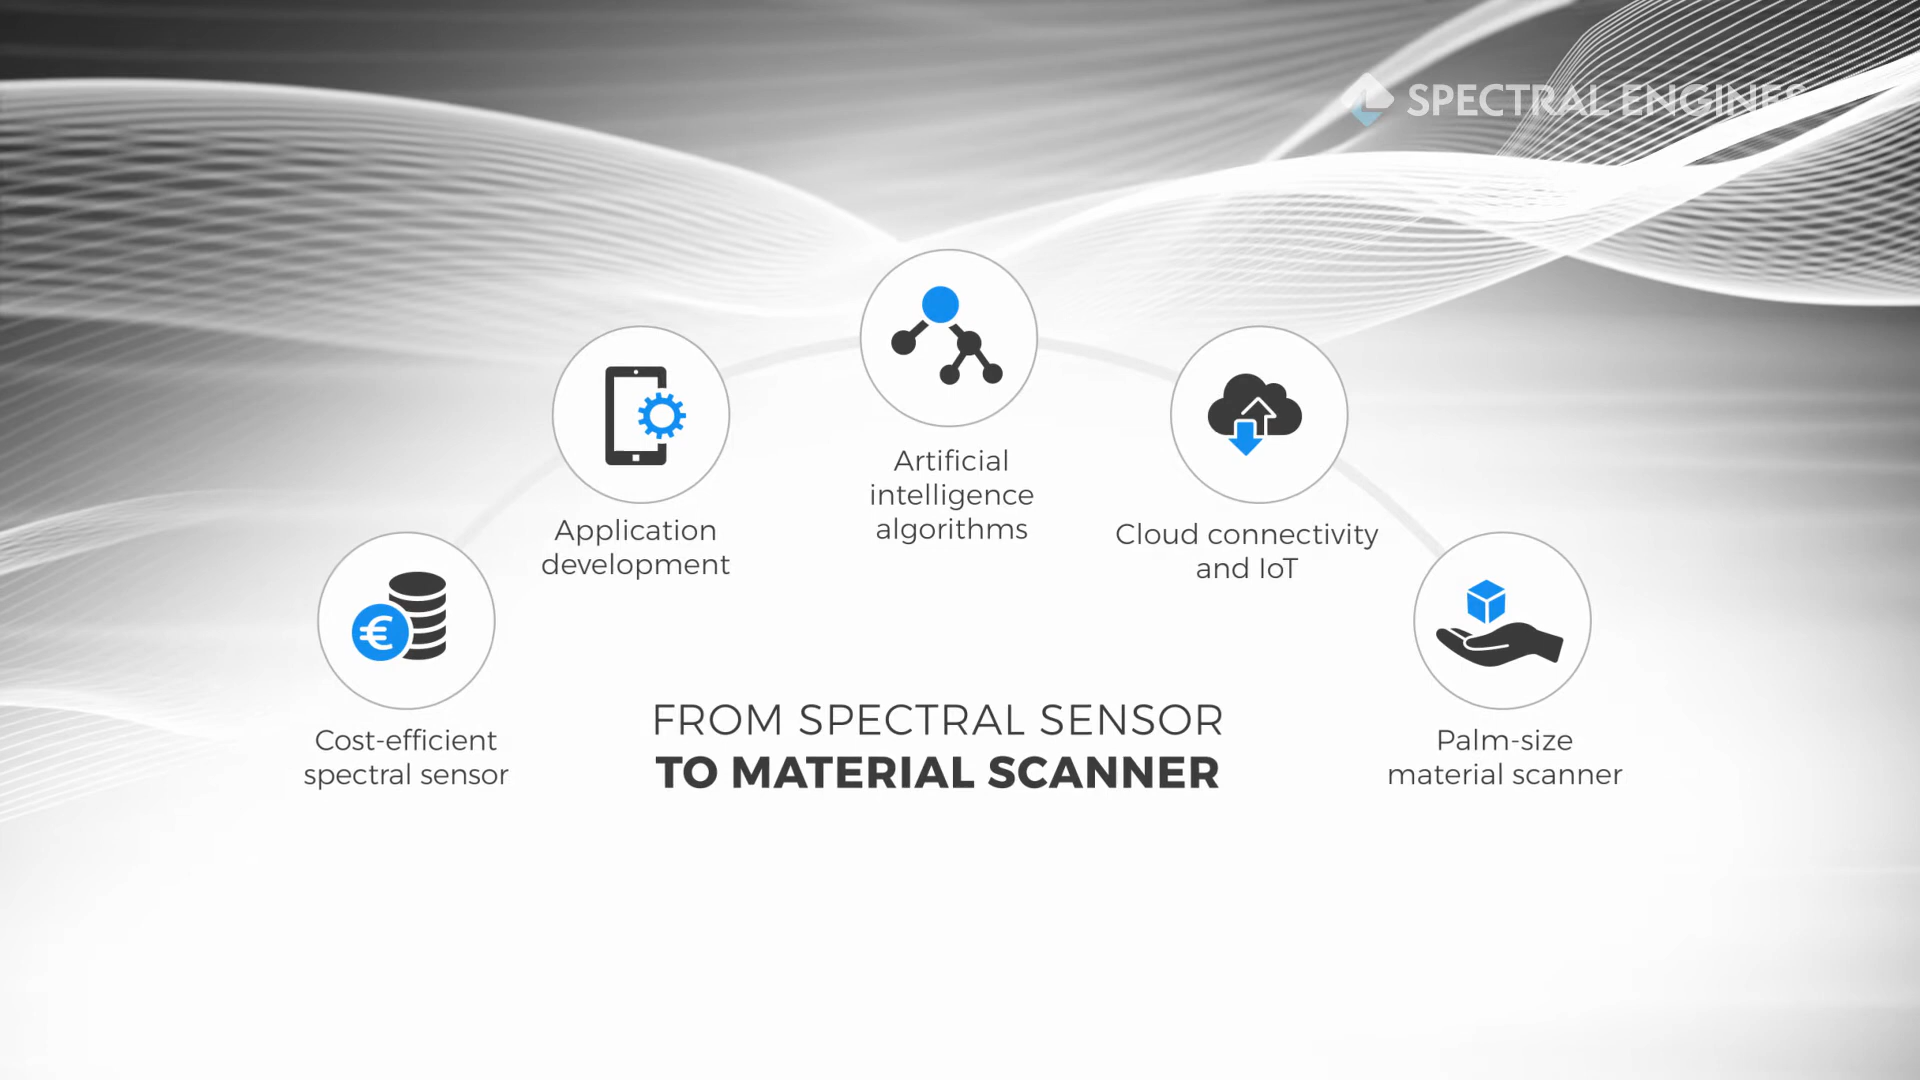 SPECTRAL ENGINES
Artificial
intelligence
algorithms
Application
development
Cloud connectivity
and IoT
Cost-efficient
spectral sensor
Palm-size
material scanner
FROM SPECTRAL SENSOR
TO MATERIAL SCANNER